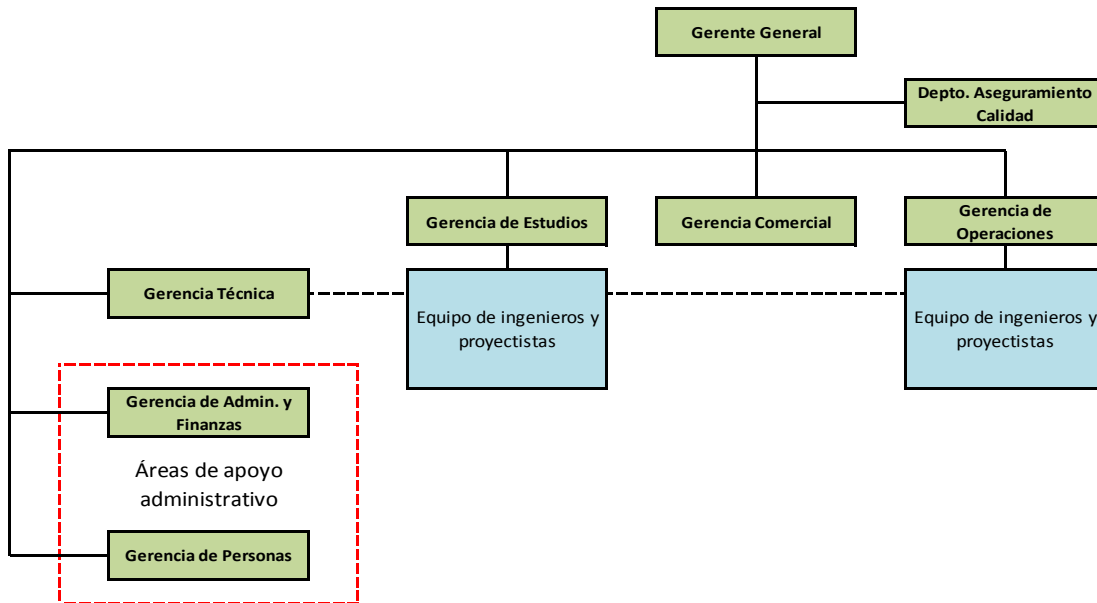 Gerente General
Depto. Aseguramiento
Calidad
Gerencia de Estudios
Gerencia Comercial
Gerencia de
Operaciones
Gerencia Técnica
Equipo de ingenieros y
proyectistas
Equipo de ingenieros y
proyectistas
Gerencia de Admin. y
Finanzas
Áreas de apoyo
administrativo
Gerencia de Personas